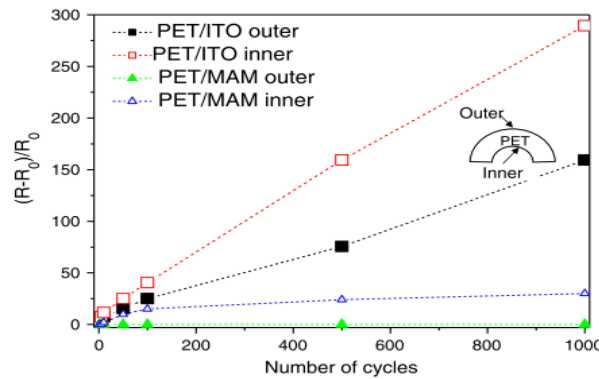 300
250
200
150
100
50
0
0
200
400
600
800
1000
(R-R0)/R0
Number of cycles
PET/ITO outer
PET/ITO inner
PET/MAM outer
PET/MAM inner
Outer
PET
Inner